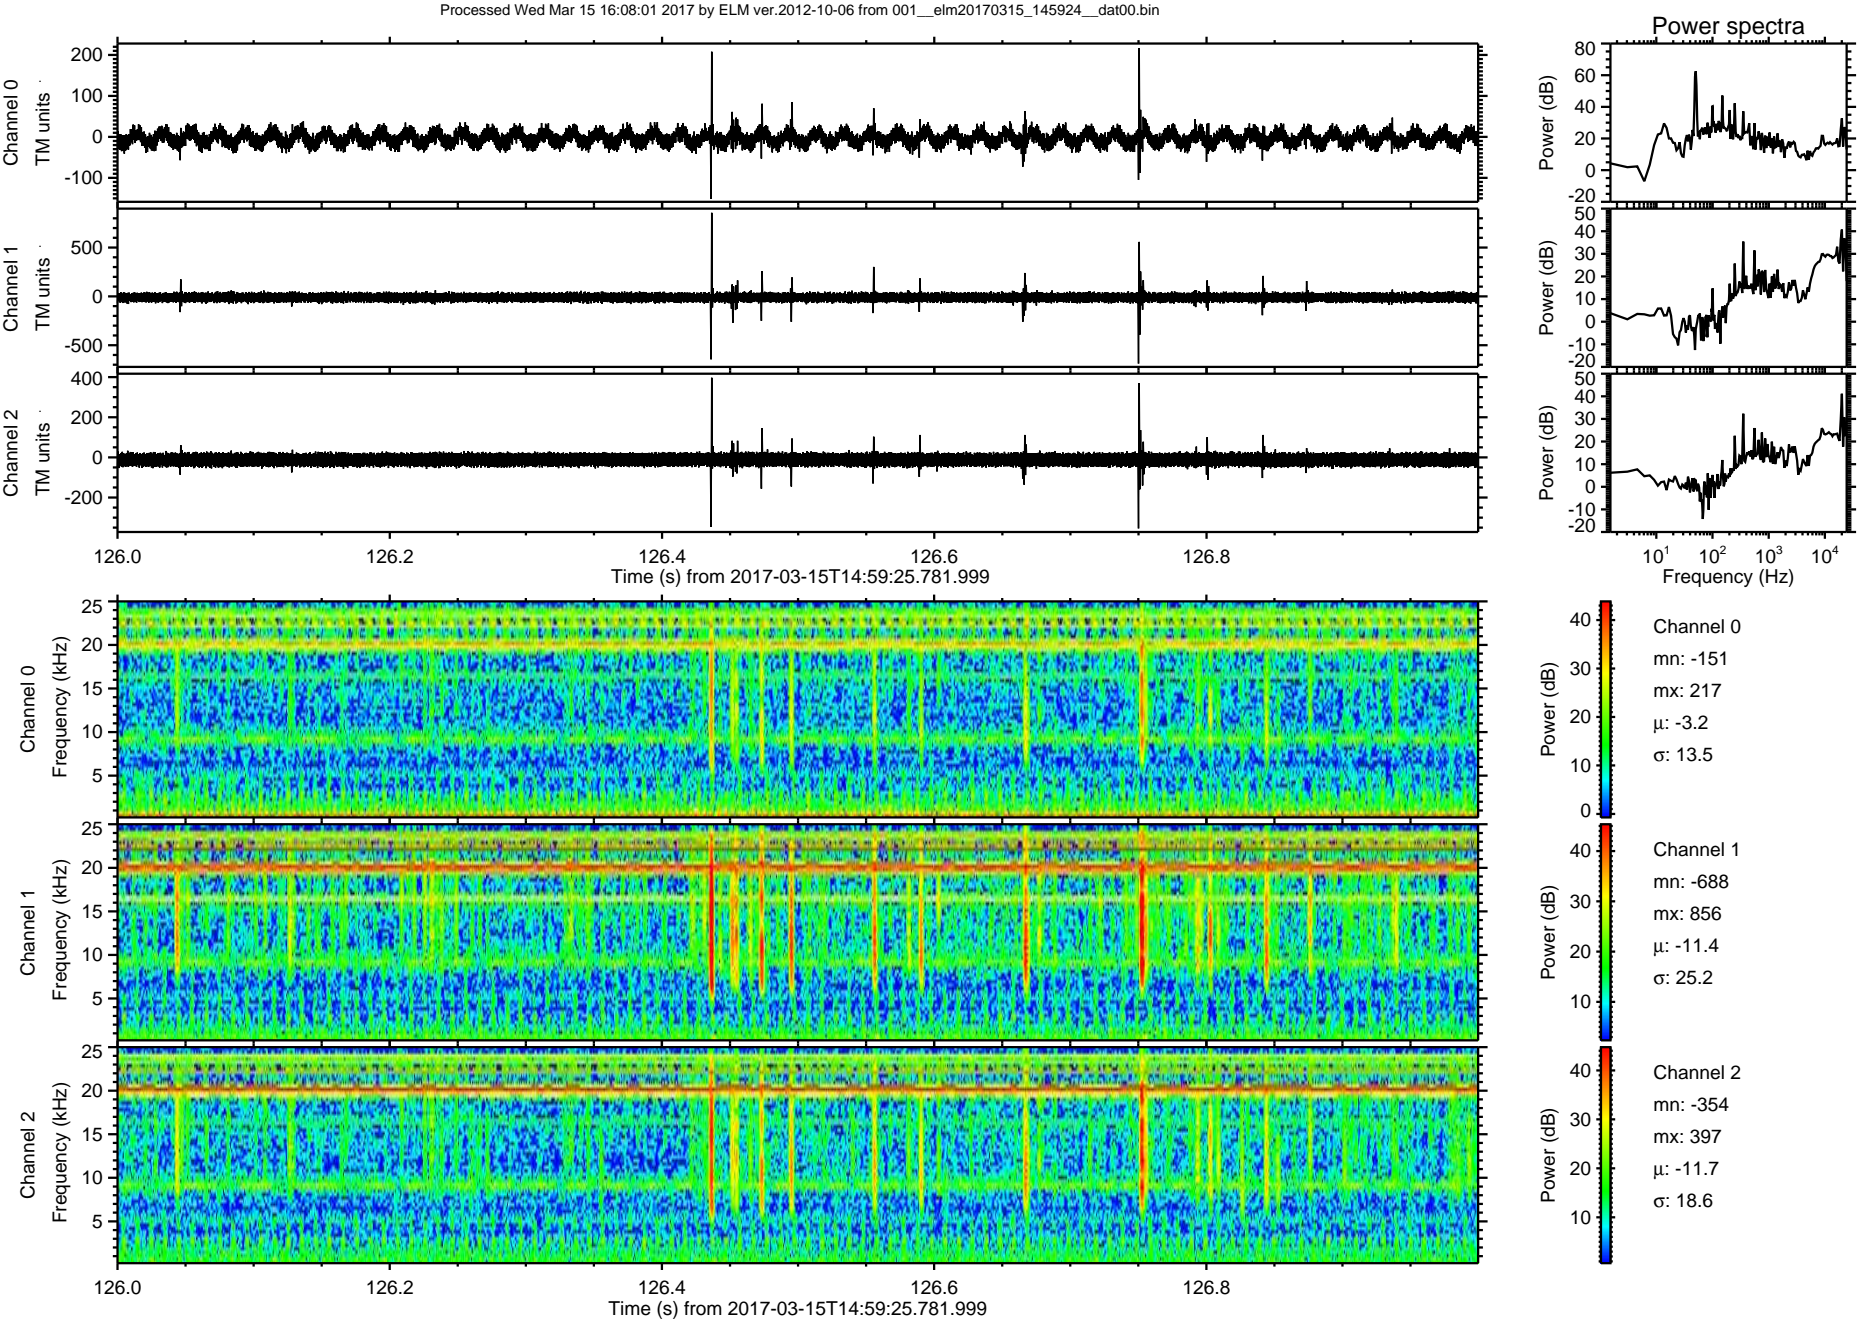 Processed Wed Mar 15 16:08:01 2017 by ELM ver.2012-10-06 from 001__elm20170315_145924__dat00.bin
Power spectra
Channel 0
TM units
200
100
0
-100
Power (dB)
80
60
40
20
0
-20
Channel 1
TM units
500
0
-500
Power (dB)
50
40
30
20
10
0
-10
-20
Channel 2
TM units
400
200
0
-200
Power (dB)
50
40
30
20
10
0
-10
-20
126.0 126.2 126.4 126.6 126.8
Time (s) from 2017-03-15T14:59:25.781.999
10¹ 10² 10³ 10⁴
Frequency (Hz)
Channel 0
Frequency (kHz)
25
20
15
10
5
Power (dB)
40
30
20
10
0
Channel 0
mn: -151
mx: 217
μ: -3.2
σ: 13.5
Channel 1
Frequency (kHz)
25
20
15
10
5
Power (dB)
40
30
20
10
Channel 1
mn: -688
mx: 856
μ: -11.4
σ: 25.2
Channel 2
Frequency (kHz)
25
20
15
10
5
Power (dB)
40
30
20
10
Channel 2
mn: -354
mx: 397
μ: -11.7
σ: 18.6
126.0 126.2 126.4 126.6 126.8
Time (s) from 2017-03-15T14:59:25.781.999